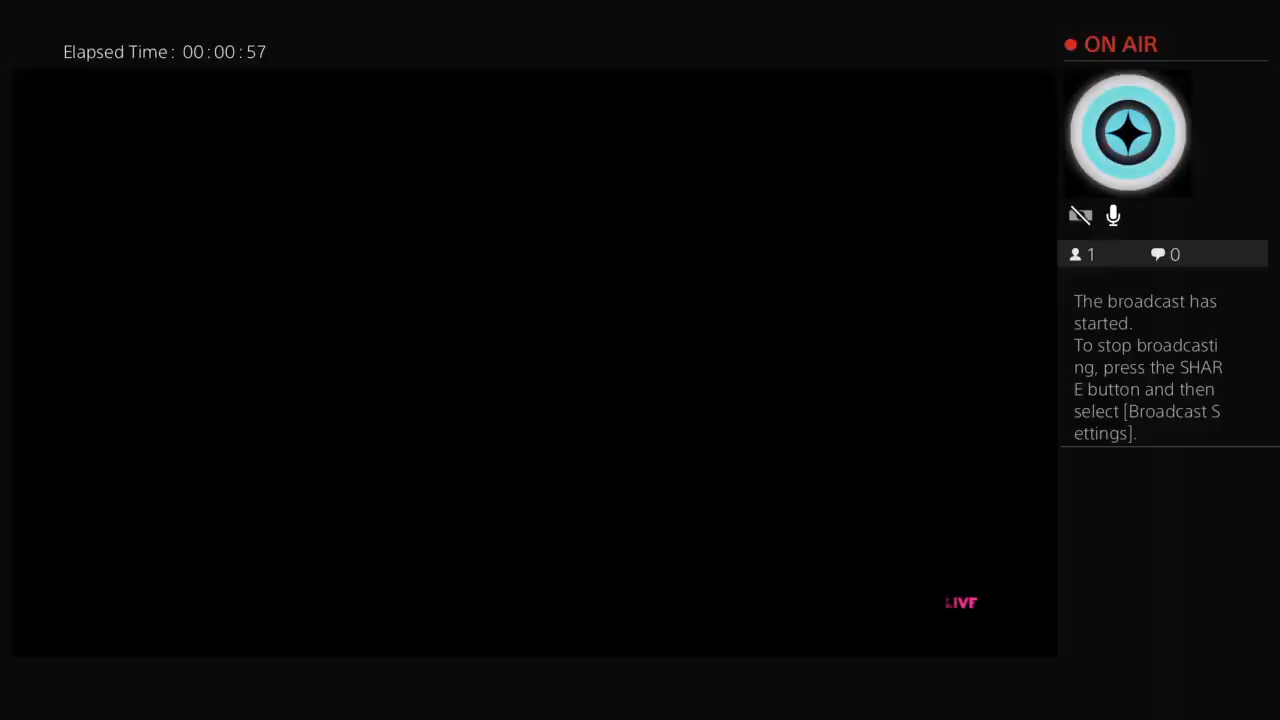 Elapsed Time: 00:00:57
ON AIR
1 0
The broadcast has
started.
To stop broadcasti
ng, press the SHAR
E button and then
select [Broadcast S
ettings].
LIVE